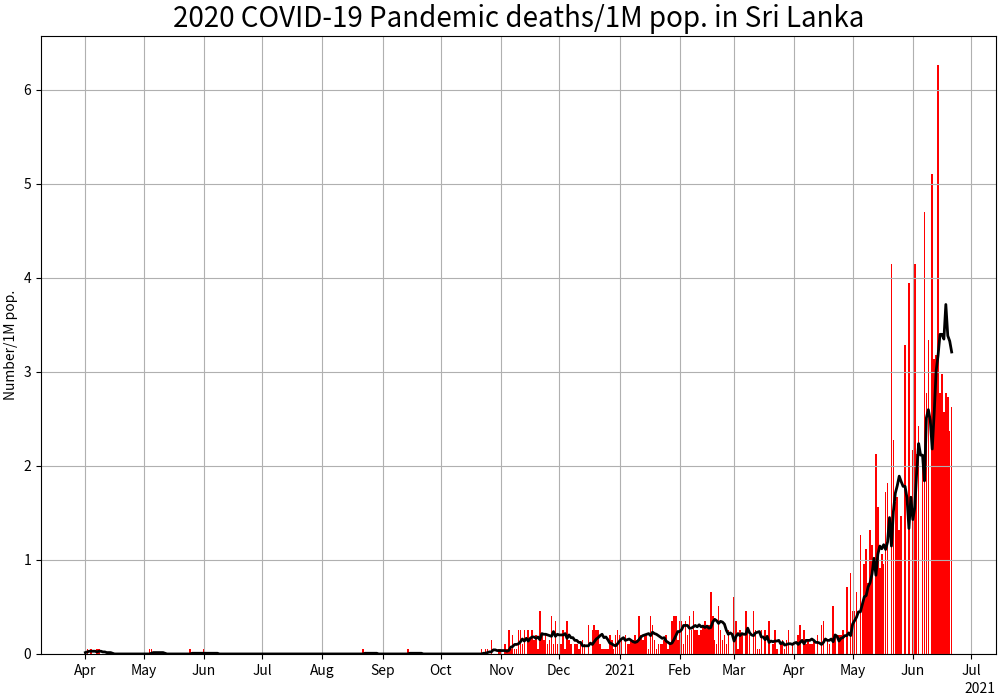 2020 COVID-19 Pandemic deaths/1M pop. in Sri Lanka
Number/1M pop.
6
5
4
3
2
1
0
Apr May Jun Jul Aug Sep Oct Nov Dec 2021 Feb Mar Apr May Jun Jul
2021